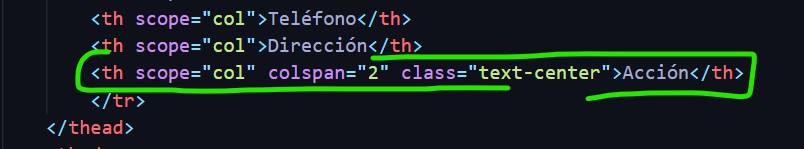 <th scope="col">Teléfono</th>
<th scope="col">Dirección</th>
<th scope="col" colspan="2" class="text-center">Acción</th>
</tr>
</thead>